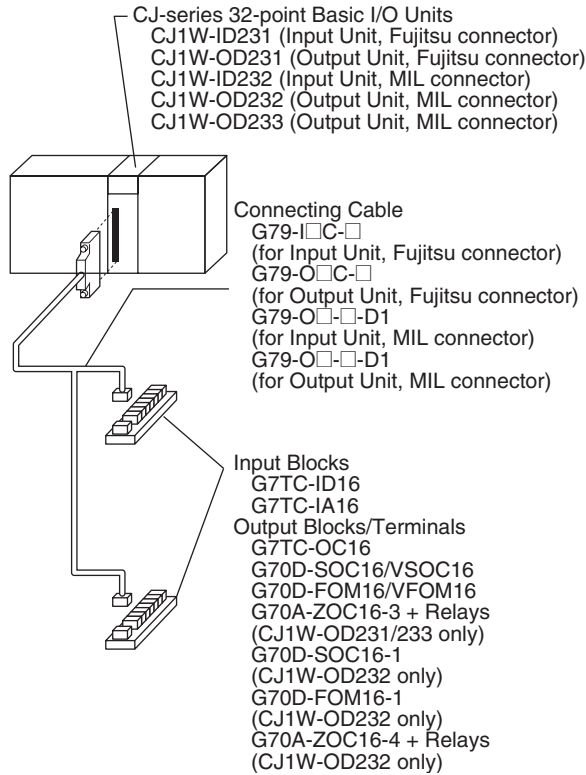 CJ-series 32-point Basic I/O Units
CJ1W-ID231 (Input Unit, Fujitsu connector)
CJ1W-OD231 (Output Unit, Fujitsu connector)
CJ1W-ID232 (Input Unit, MIL connector)
CJ1W-OD232 (Output Unit, MIL connector)
CJ1W-OD233 (Output Unit, MIL connector)
Connecting Cable
G79-I□C-□
(for Input Unit, Fujitsu connector)
G79-O□C-□
(for Output Unit, Fujitsu connector)
G79-O□-□-D1
(for Input Unit, MIL connector)
G79-O□-□-D1
(for Output Unit, MIL connector)
Input Blocks
G7TC-ID16
G7TC-IA16
Output Blocks/Terminals
G7TC-OC16
G70D-SOC16/VSOC16
G70D-FOM16/VFOM16
G70A-ZOC16-3 + Relays
(CJ1W-OD231/233 only)
G70D-SOC16-1
(CJ1W-OD232 only)
G70D-FOM16-1
(CJ1W-OD232 only)
G70A-ZOC16-4 + Relays
(CJ1W-OD232 only)